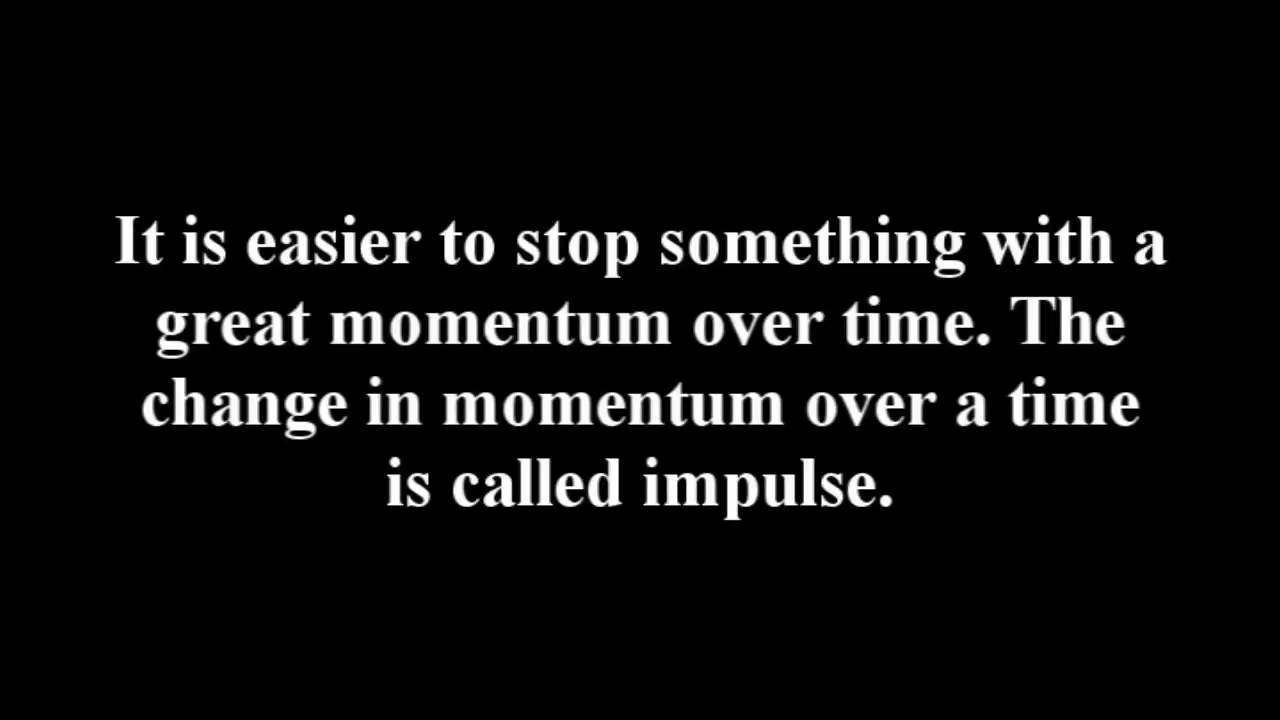 It is easier to stop something with a
great momentum over time. The
change in momentum over a time
is called impulse.